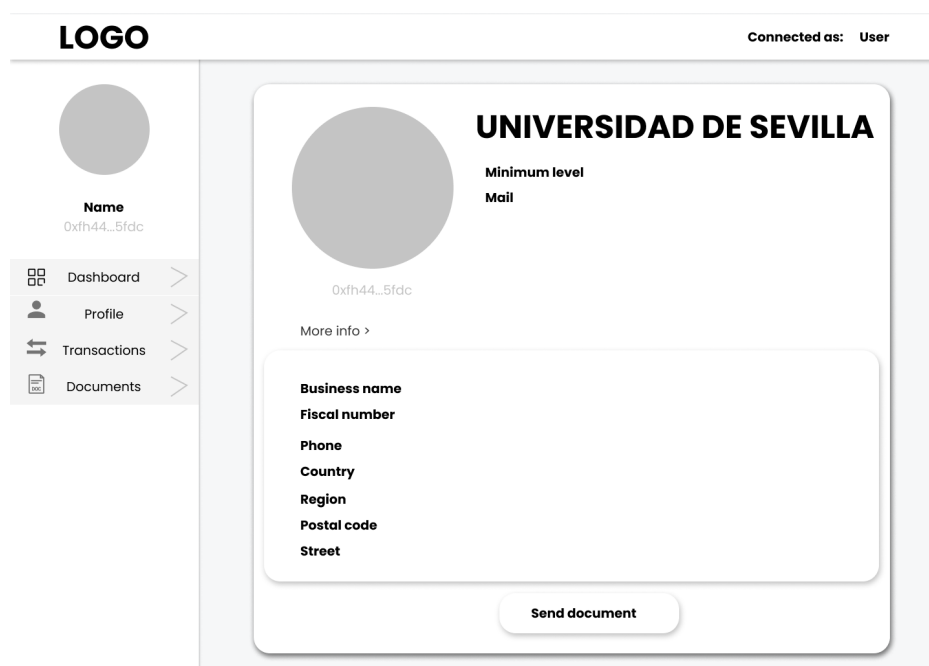 LOGO
Connected as: User
Name
0xfh44...5fdc
Dashboard
Profile
Transactions
Documents
DOC
UNIVERSIDAD DE SEVILLA
Minimum level
Mail
0xfh44...5fdc
More info >
Business name
Fiscal number
Phone
Country
Region
Postal code
Street
Send document